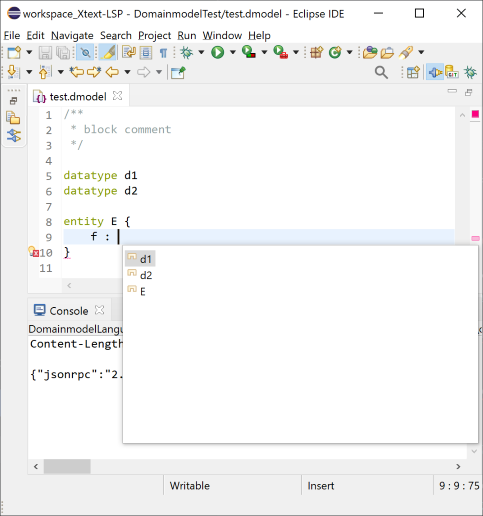 workspace_Xtext-LSP - DomainmodelTest/test.dmodel - Eclipse IDE
File Edit Navigate Search Project Run Window Help
test.dmodel
1 /**
2 * block comment
3 */
4
5 datatype d1
6 datatype d2
7
8 entity E {
9 f :
10 }
11
d1
d2
E
Console
DomainmodelLangu
Content-Length
{"jsonrpc":"2.
Writable
Insert
9 : 9 : 75